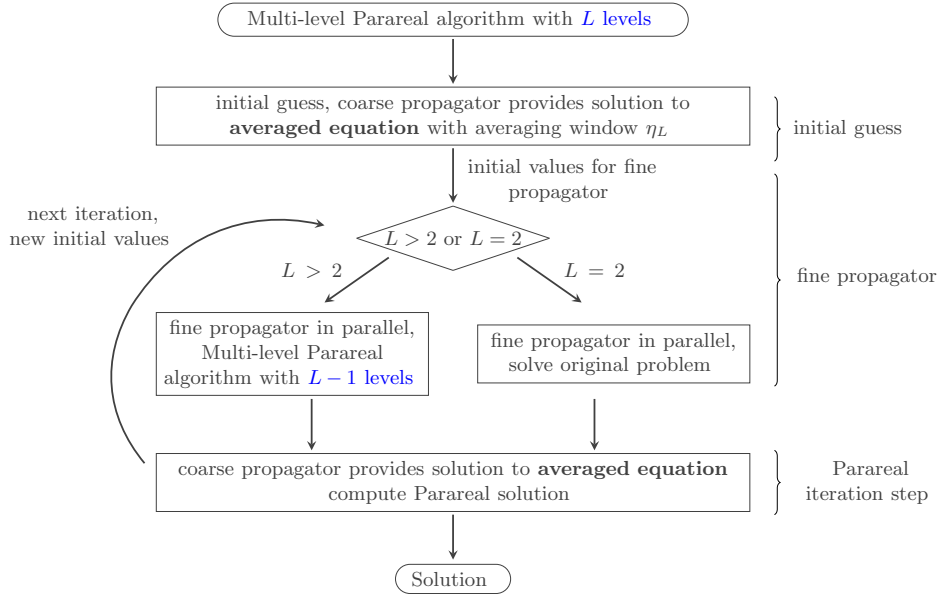 Multi-level Parareal algorithm with L levels
initial guess, coarse propagator provides solution to
averaged equation with averaging window η_L
initial guess
initial values for fine
propagator
next iteration,
new initial values
L > 2 or L = 2
fine propagator
L > 2
L = 2
fine propagator in parallel,
Multi-level Parareal
algorithm with L − 1 levels
fine propagator in parallel,
solve original problem
coarse propagator provides solution to averaged equation
compute Parareal solution
Parareal
iteration step
Solution